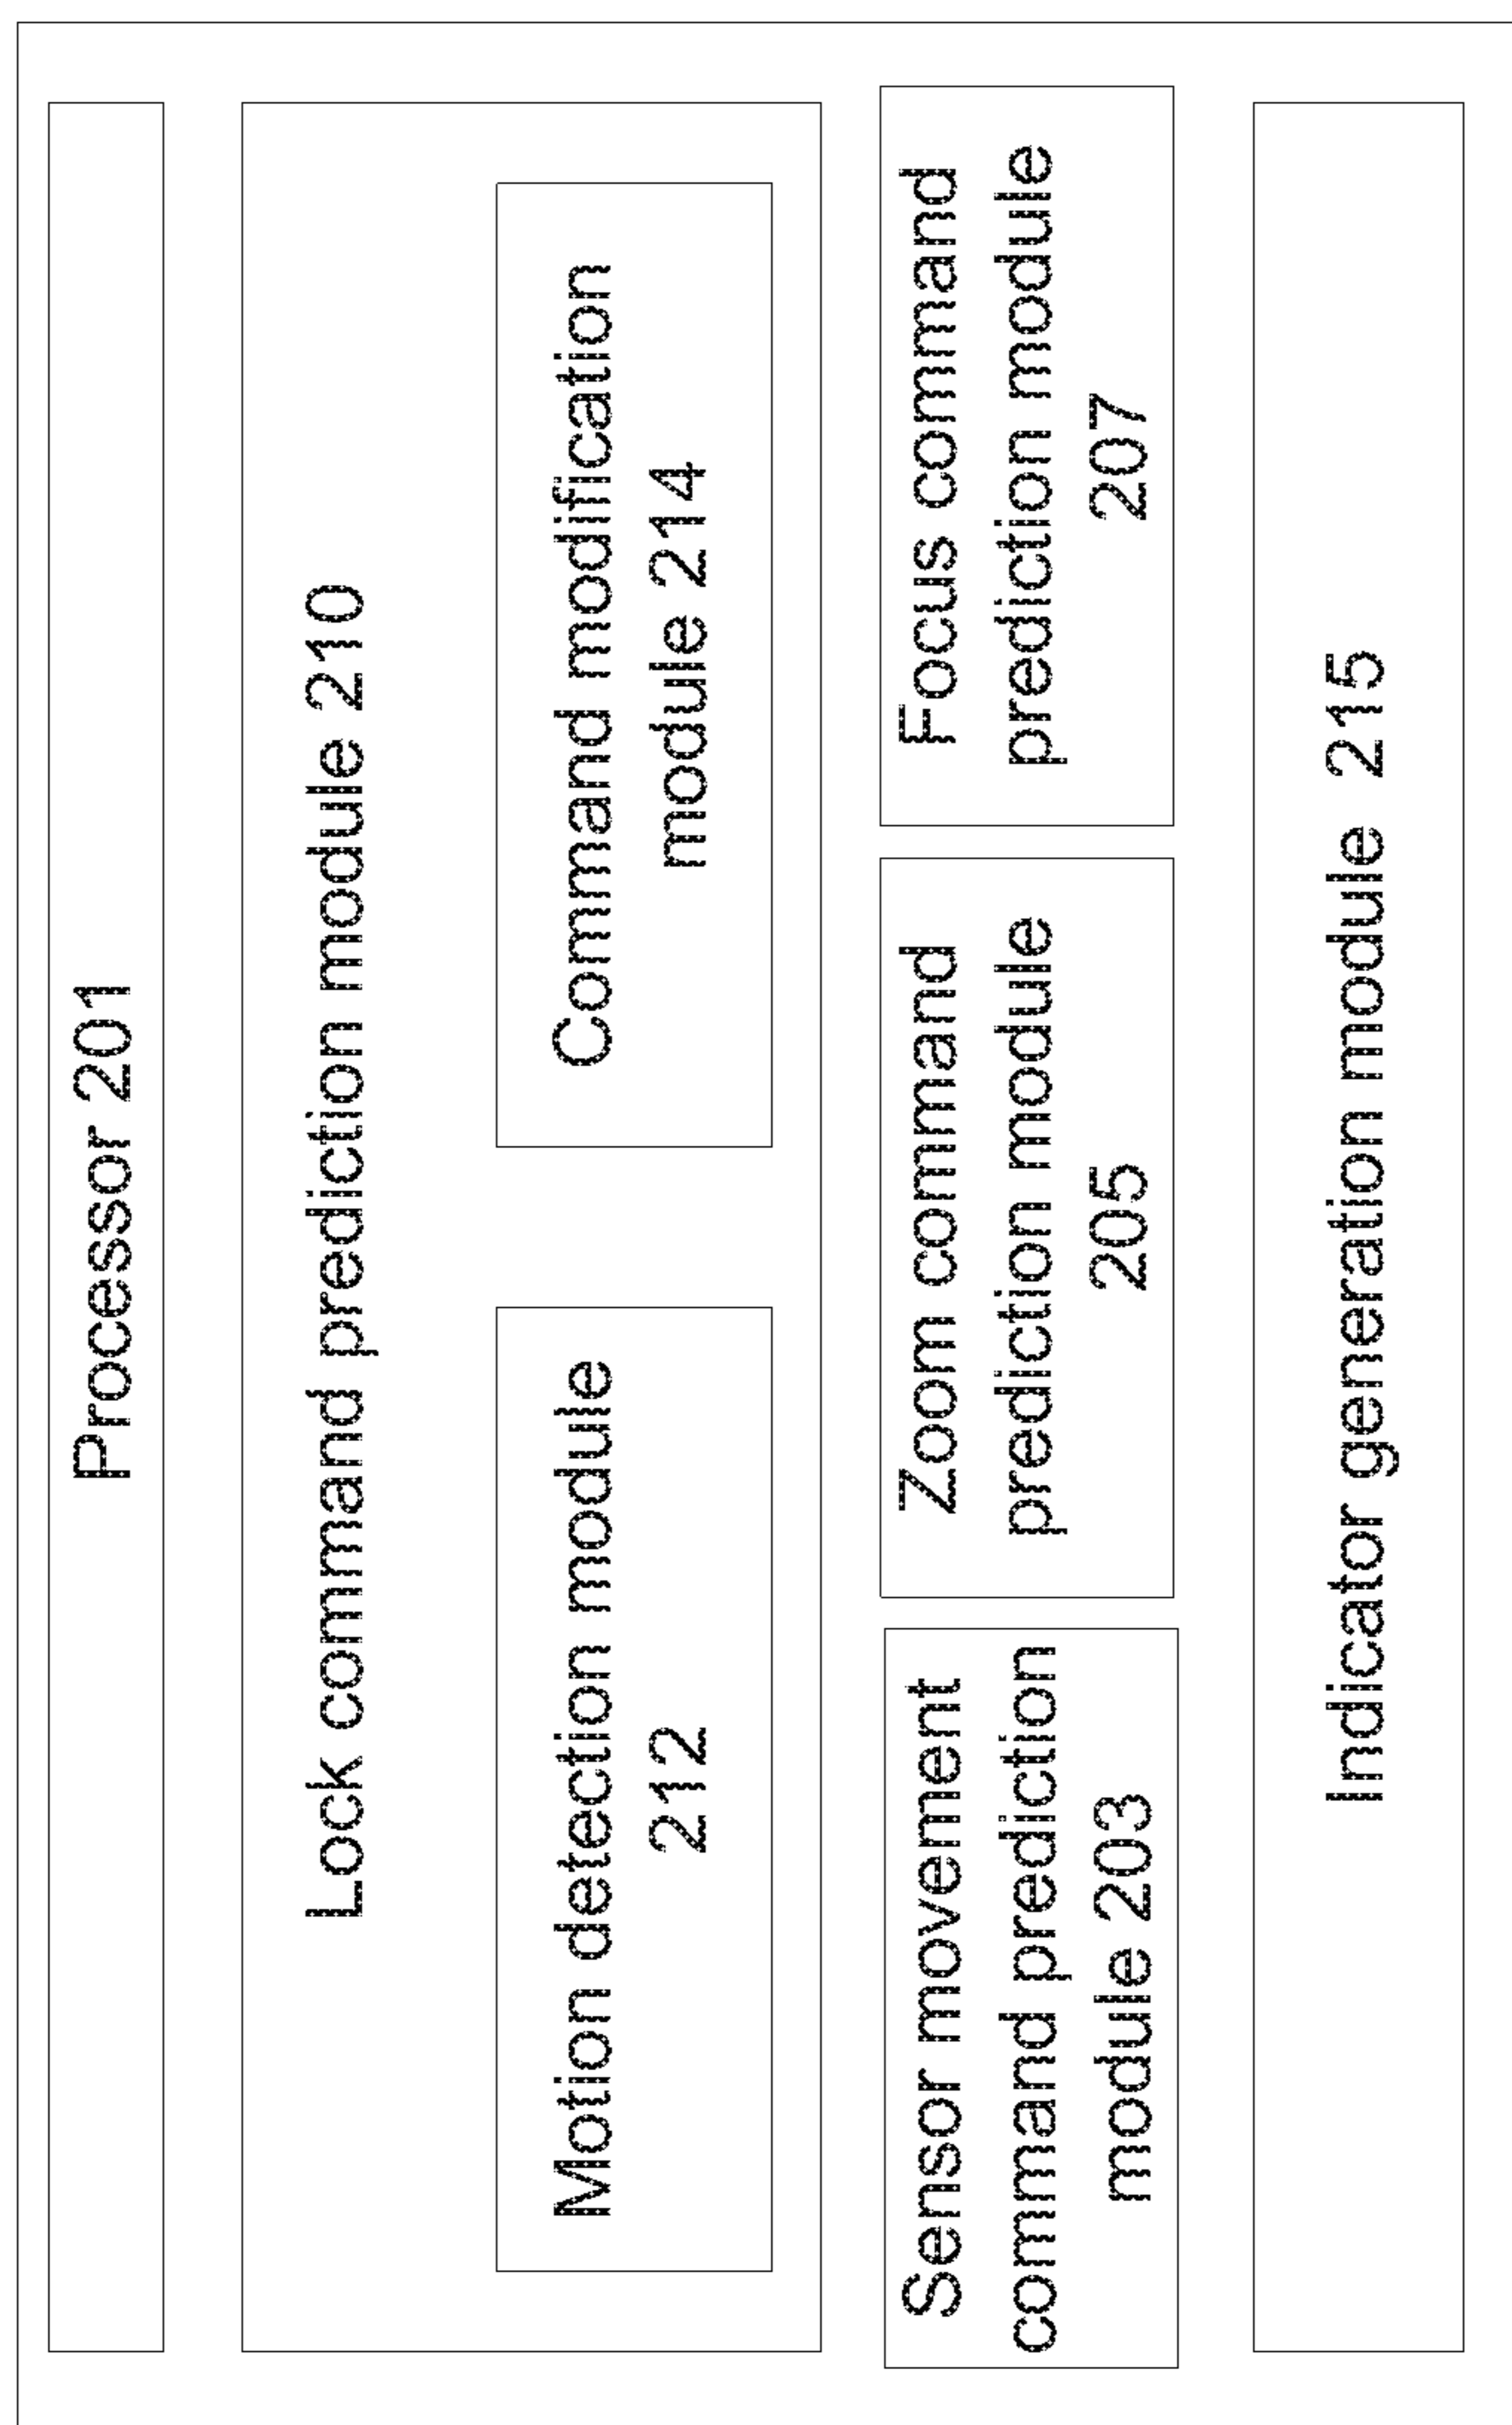 Processor 201
Lock command prediction module 210
Motion detection module
212
Command modification
module 214
Sensor movement
command prediction
module 203
Zoom command
prediction module
205
Focus command
prediction module
207
Indicator generation module 215